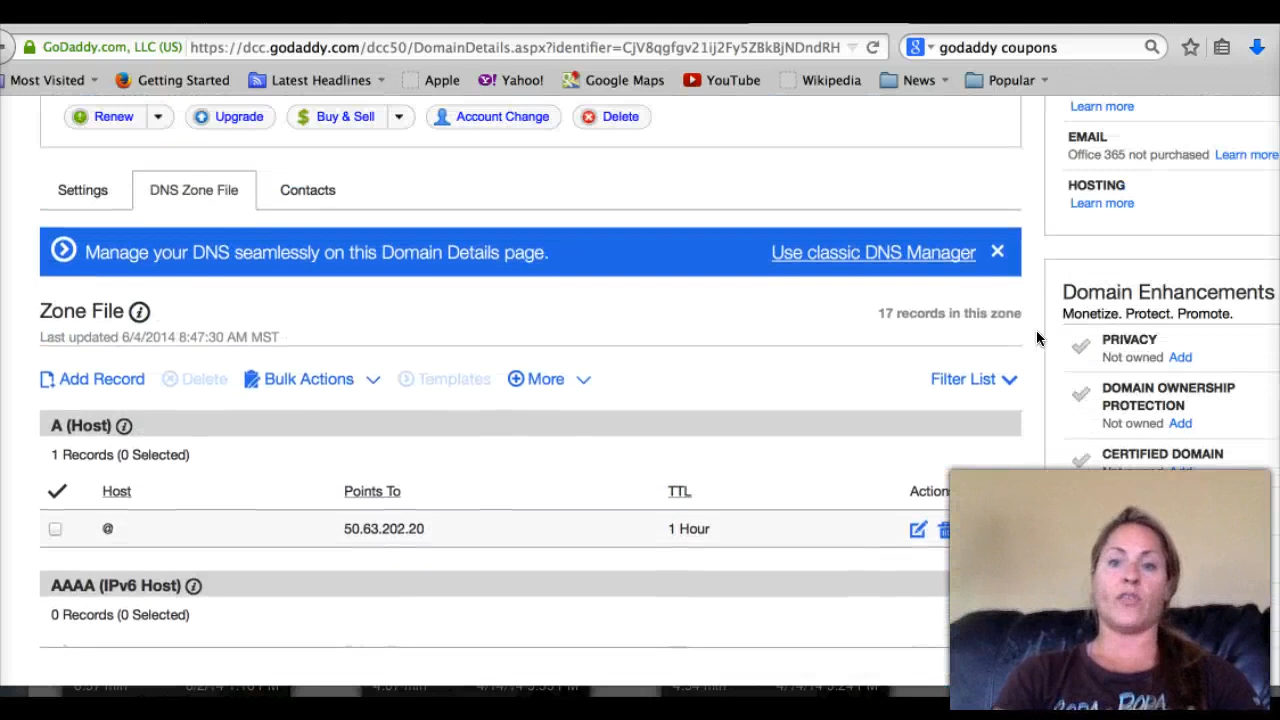 GoDaddy.com, LLC (US) https://dcc.godaddy.com/dcc50/DomainDetails.aspx?identifier=CjV8qgfgv21ij2Fy5ZBkBjNDndRH godaddy coupons
Most Visited Getting Started Latest Headlines Apple Yahoo! Google Maps YouTube Wikipedia News Popular
Renew Upgrade Buy & Sell Account Change Delete
Learn more
EMAIL
Office 365 not purchased Learn more
HOSTING
Learn more
Settings DNS Zone File Contacts
Manage your DNS seamlessly on this Domain Details page. Use classic DNS Manager
Zone File
17 records in this zone
Last updated 6/4/2014 8:47:30 AM MST
Add Record Delete Bulk Actions Templates More Filter List
A (Host)
1 Records (0 Selected)
Host Points To TTL Action
@ 50.63.202.20 1 Hour
AAAA (IPv6 Host)
0 Records (0 Selected)
Domain Enhancements
Monetize. Protect. Promote.
PRIVACY
Not owned Add
DOMAIN OWNERSHIP
PROTECTION
Not owned Add
CERTIFIED DOMAIN